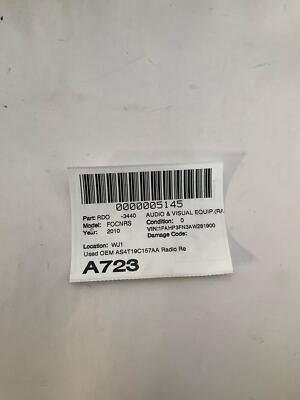 0000005145
Part: RDO -3440 AUDIO & VISUAL EQUIP.(RA
Model: FOCNRS Condition: 0
Year: 2010 VIN:1FAHP3FN3AW281900
Damage Code:
Location: WJ1
Used OEM AS4T19C157AA Radio Re
A723